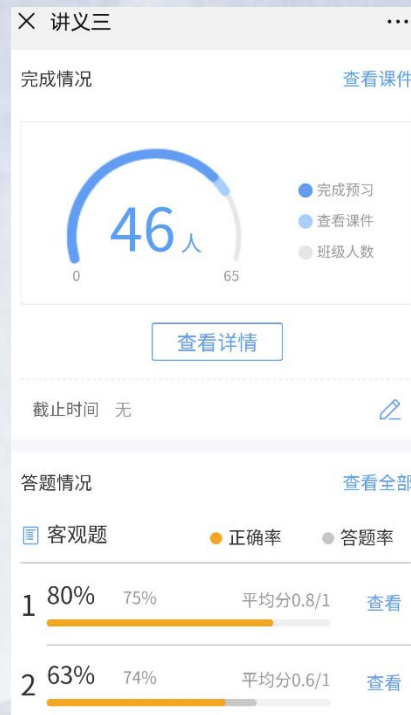 讲义三
完成情况 查看课件
完成预习
查看课件
班级人数
46人
0 65
查看详情
截止时间 无
答题情况 查看全部
客观题 正确率 答题率
1 80% 75% 平均分0.8/1 查看
2 63% 74% 平均分0.6/1 查看